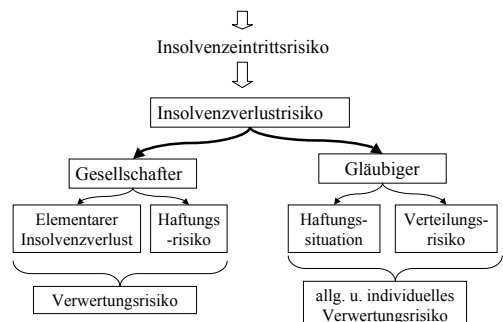 Insolvenzeintrittsrisiko
Insolvenzverlustrisiko
Gesellschafter
Gläubiger
Elementarer
Insolvenzverlust
Haftungs
-risiko
Haftungs-
situation
Verteilungs-
risiko
Verwertungsrisiko
allg. u. individuelles
Verwertungsrisiko